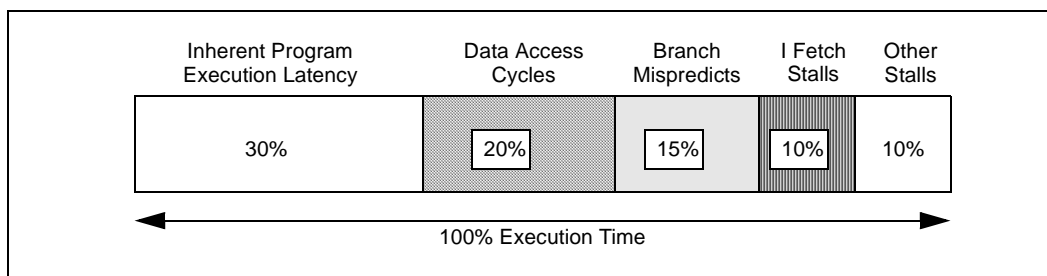 Inherent Program
Execution Latency
Data Access
Cycles
Branch
Mispredicts
I Fetch
Stalls
Other
Stalls
30%
20%
15%
10%
10%
100% Execution Time